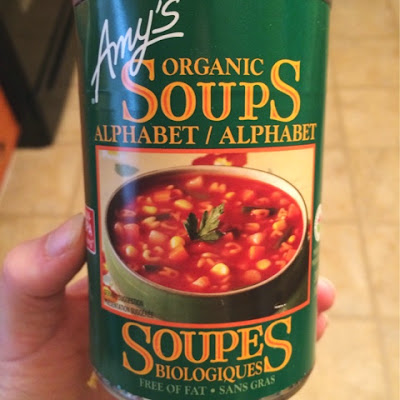 Amy's
ORGANIC
SOUPS
ALPHABET / ALPHABET
SOUPES
BIOLOGIQUES
FREE OF FAT • SANS GRAS